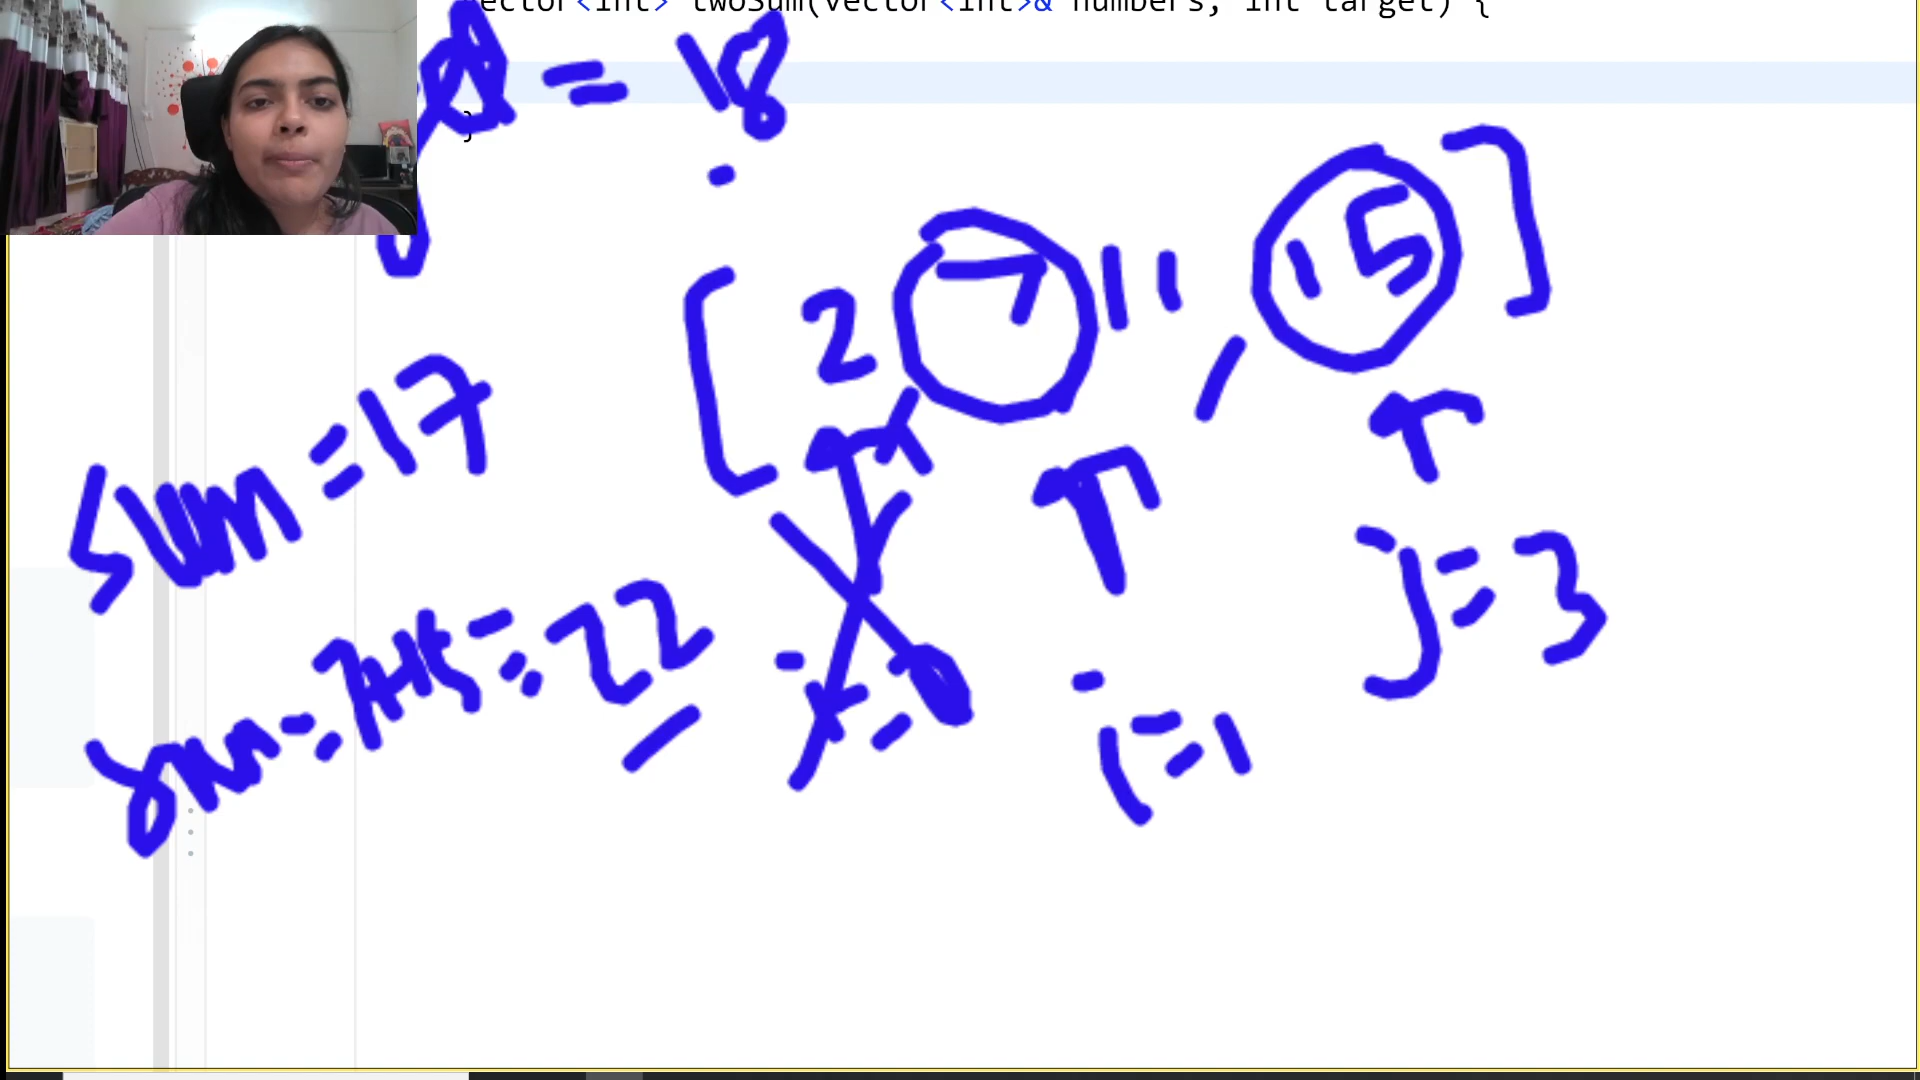 vector<int> twoSum(vector<int>& numbers, int target) {
= 18
}
[ 2 7 11 , 15 ]
Sum = 17
Sum = 7+15 = 22
i = 0
i = 1
j = 3